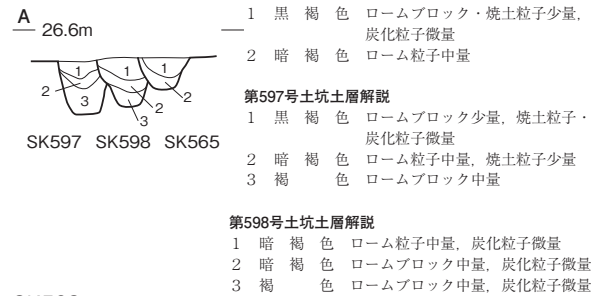 A
26.6m
1 1 1
2 3 2 3 2
SK597 SK598 SK565
1 黒褐色 ロームブロック・焼土粒子少量,
炭化粒子微量
2 暗褐色 ローム粒子中量
第597号土坑土層解説
1 黒褐色 ロームブロック少量,焼土粒子・
炭化粒子微量
2 暗褐色 ローム粒子中量,焼土粒子少量
3 褐色 ロームブロック中量
第598号土坑土層解説
1 暗褐色 ローム粒子中量,炭化粒子微量
2 暗褐色 ロームブロック中量,炭化粒子微量
3 褐色 ロームブロック中量,炭化粒子微量